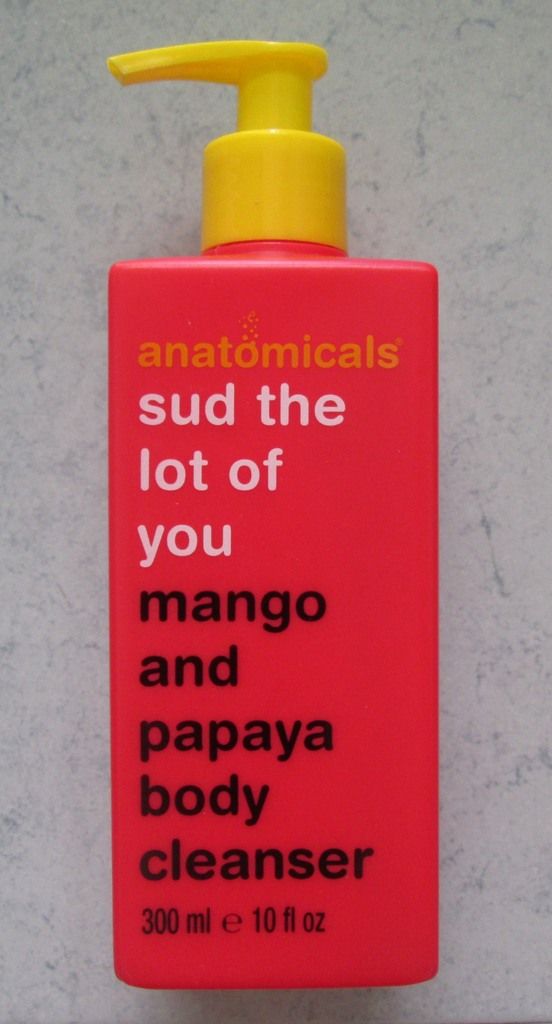 anatomicals®
sud the
lot of
you
mango
and
papaya
body
cleanser
300 ml ℮ 10 fl oz